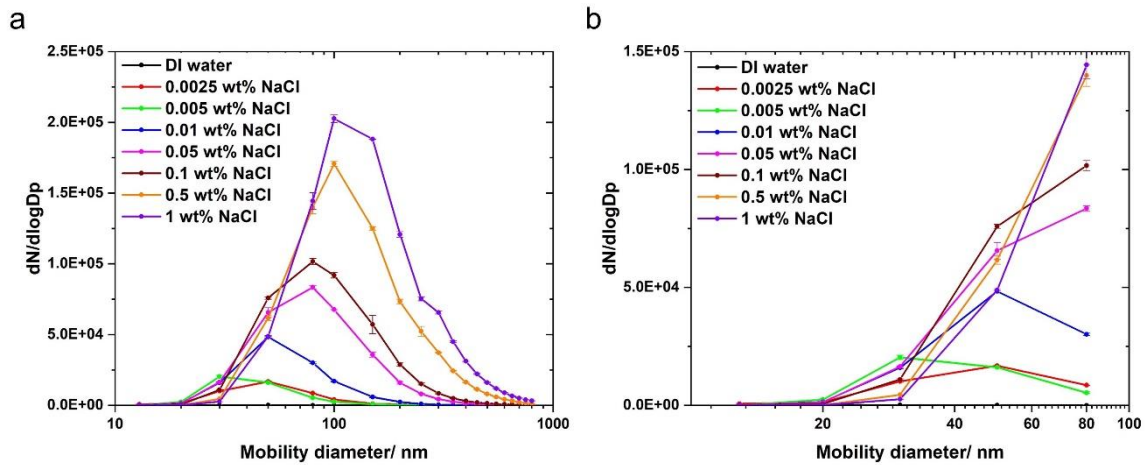 a
2.5E+05
2.0E+05
1.5E+05
1.0E+05
5.0E+04
0.0E+00
dN/dlogDp
DI water
0.0025 wt% NaCl
0.005 wt% NaCl
0.01 wt% NaCl
0.05 wt% NaCl
0.1 wt% NaCl
0.5 wt% NaCl
1 wt% NaCl
10
100
1000
Mobility diameter/ nm
b
1.5E+05
1.0E+05
5.0E+04
0.0E+00
dN/dlogDp
DI water
0.0025 wt% NaCl
0.005 wt% NaCl
0.01 wt% NaCl
0.05 wt% NaCl
0.1 wt% NaCl
0.5 wt% NaCl
1 wt% NaCl
20
40
60
80
100
Mobility diameter/ nm